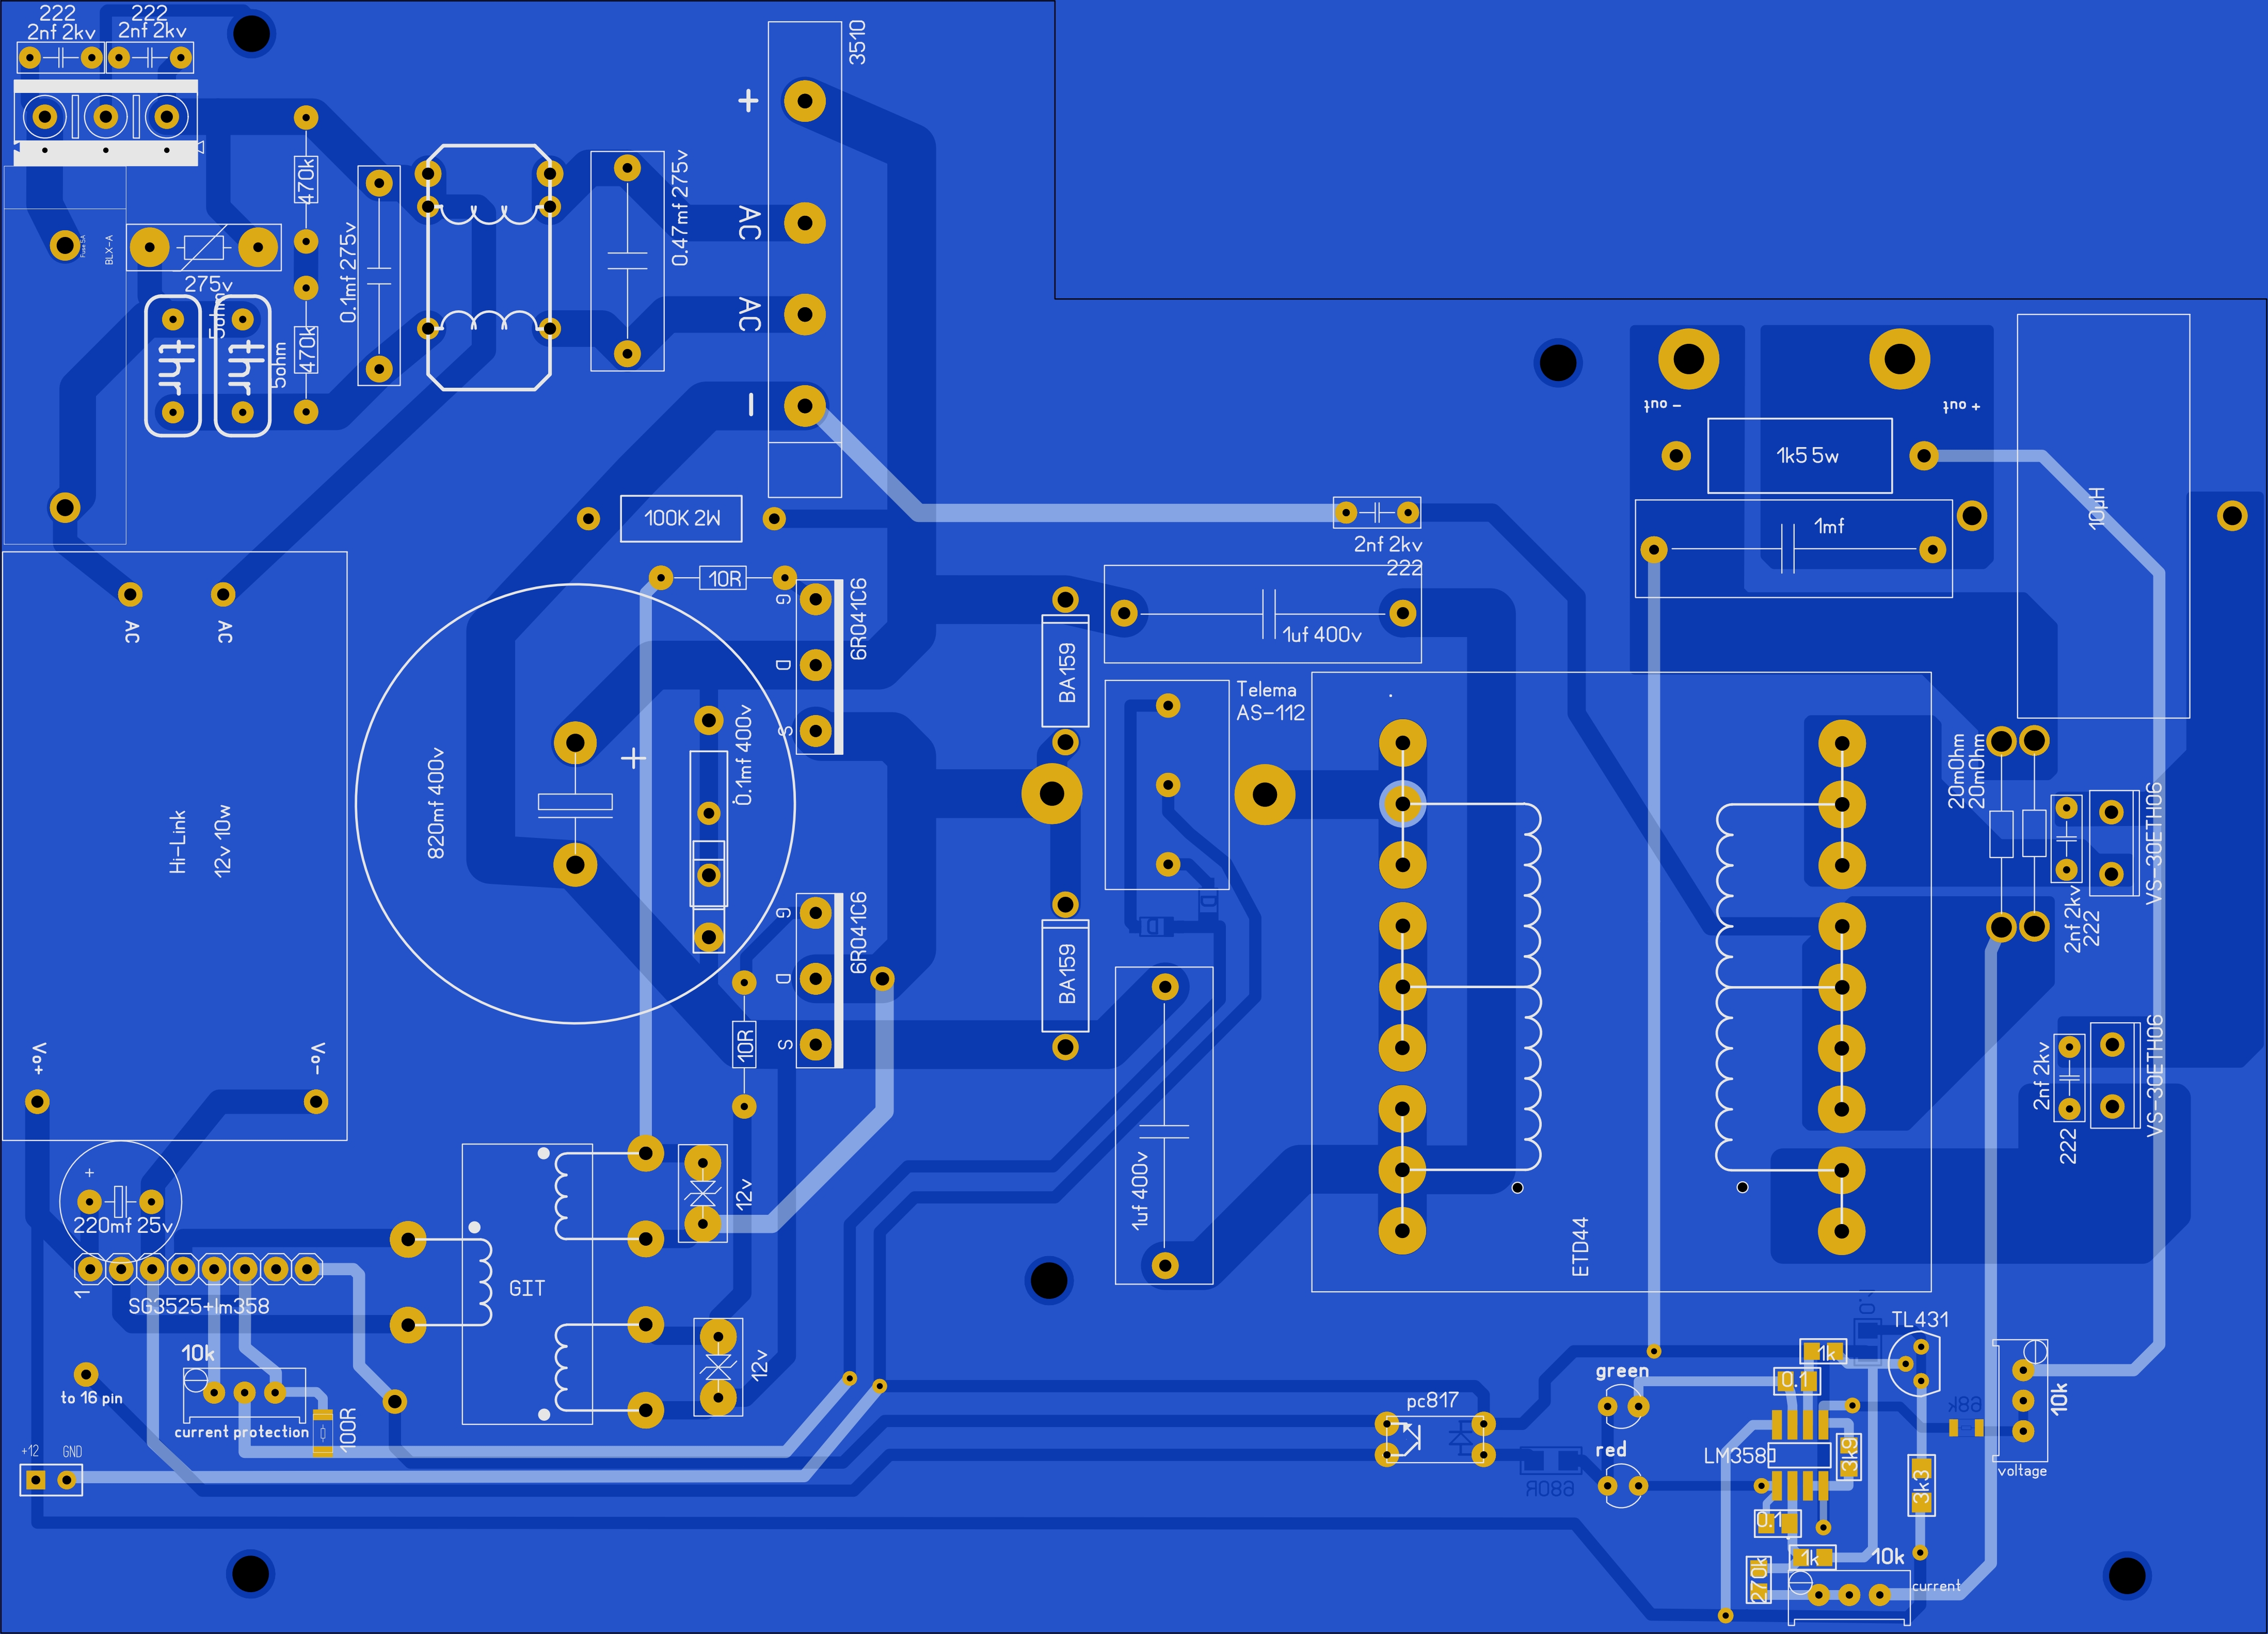 222
222
2nf 2kv
2nf 2kv
3510
+
470k
0.1mf 275v
0.47mf 275v
AC
Fuse 5A
BLX-A
275v
5ohm
thr
thr
5ohm
470k
AC
−
- out
+ out
1k5 5w
10µH
100K 2W
2nf 2kv
222
1mf
10R
G
D
S
6R041C6
BA159
1uf 400v
AC
AC
Telema
AS-112
820mf 400v
+
0.1mf 400v
Hi-Link
12v 10w
20mOhm
20mOhm
VS-30ETH06
2nf 2kv
222
G
D
S
6R041C6
BA159
D
D
10R
Vo+
Vo-
2nf 2kv
222
VS-30ETH06
+
220mf 25v
12v
1uf 400v
ETD44
1
SG3525+lm358
GIT
10k
12v
to 16 pin
current protection
100R
+12
GND
TL431
1k
green
0.1
pc817
68k
10k
red
LM358
3k9
3k3
voltage
680R
0.1
1k
10k
270k
current